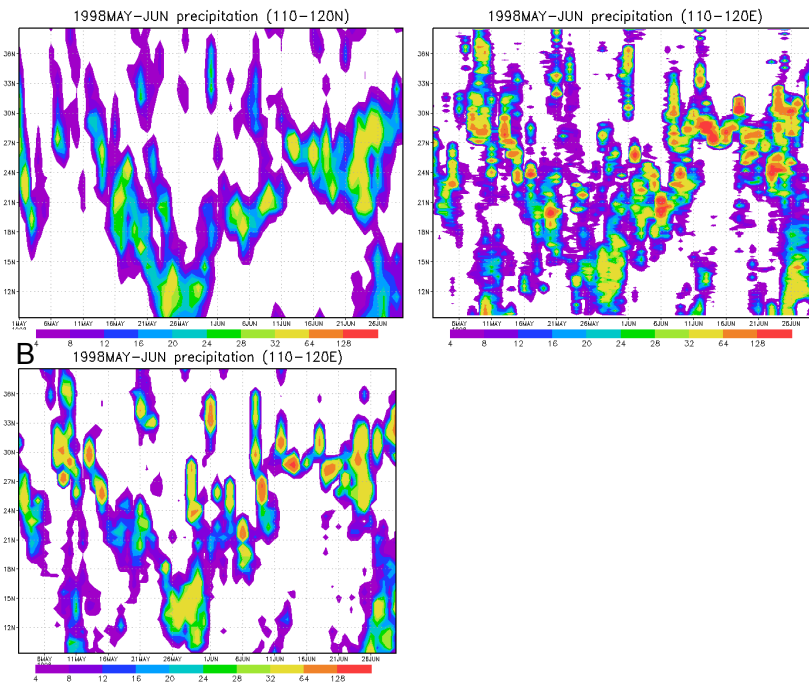 1998MAY-JUN precipitation (110-120N)
36N
33N
30N
27N
24N
21N
18N
15N
12N
1MAY 6MAY 11MAY 16MAY 21MAY 26MAY 1JUN 6JUN 11JUN 16JUN 21JUN 26JUN
4 8 12 16 20 24 28 32 64 128
1998MAY-JUN precipitation (110-120E)
36N
33N
30N
27N
24N
21N
18N
15N
12N
6MAY 11MAY 16MAY 21MAY 26MAY 1JUN 6JUN 11JUN 16JUN 21JUN 26JUN
4 8 12 16 20 24 28 32 64 128
B
1998MAY-JUN precipitation (110-120E)
36N
33N
30N
27N
24N
21N
18N
15N
12N
6MAY 11MAY 16MAY 21MAY 26MAY 1JUN 6JUN 11JUN 16JUN 21JUN 26JUN
4 8 12 16 20 24 28 32 64 128